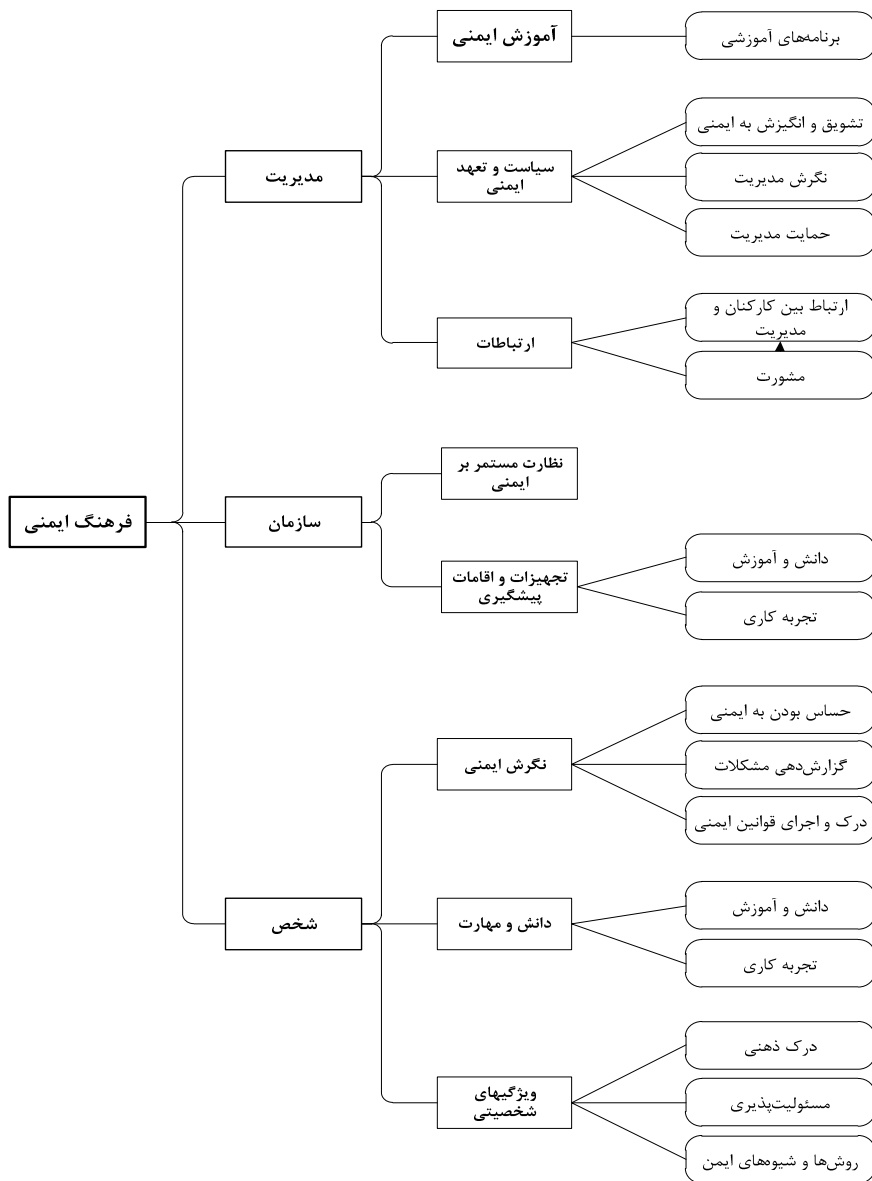 فرهنگ ایمنی
مدیریت
آموزش ایمنی
برنامه‌های آموزشی
سیاست و تعهد
ایمنی
تشویق و انگیزش به ایمنی
نگرش مدیریت
حمایت مدیریت
ارتباطات
ارتباط بین کارکنان و
مدیریت
مشورت
سازمان
نظارت مستمر بر
ایمنی
تجهیزات و اقامات
پیشگیری
دانش و آموزش
تجربه کاری
شخص
نگرش ایمنی
حساس بودن به ایمنی
گزارش‌دهی مشکلات
درک و اجرای قوانین ایمنی
دانش و مهارت
دانش و آموزش
تجربه کاری
ویژگیهای
شخصیتی
درک ذهنی
مسئولیت‌پذیری
روش‌ها و شیوه‌های ایمن